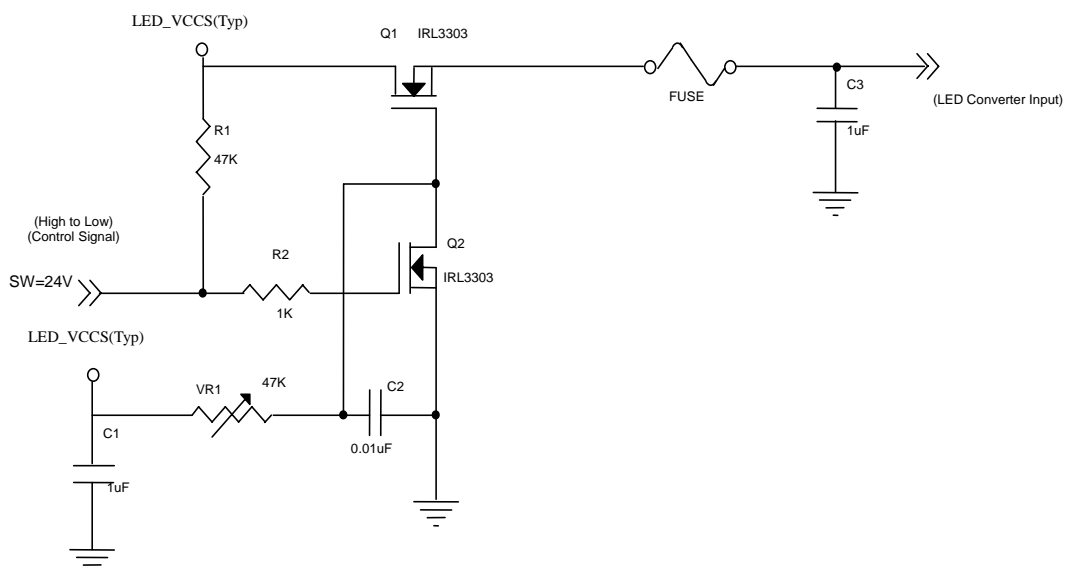 LED_VCCS(Typ)
Q1 IRL3303
FUSE
C3
(LED Converter Input)
1uF
R1
47K
(High to Low)
(Control Signal)
R2
Q2
IRL3303
SW=24V
1K
LED_VCCS(Typ)
VR1
47K
C2
C1
0.01uF
1uF